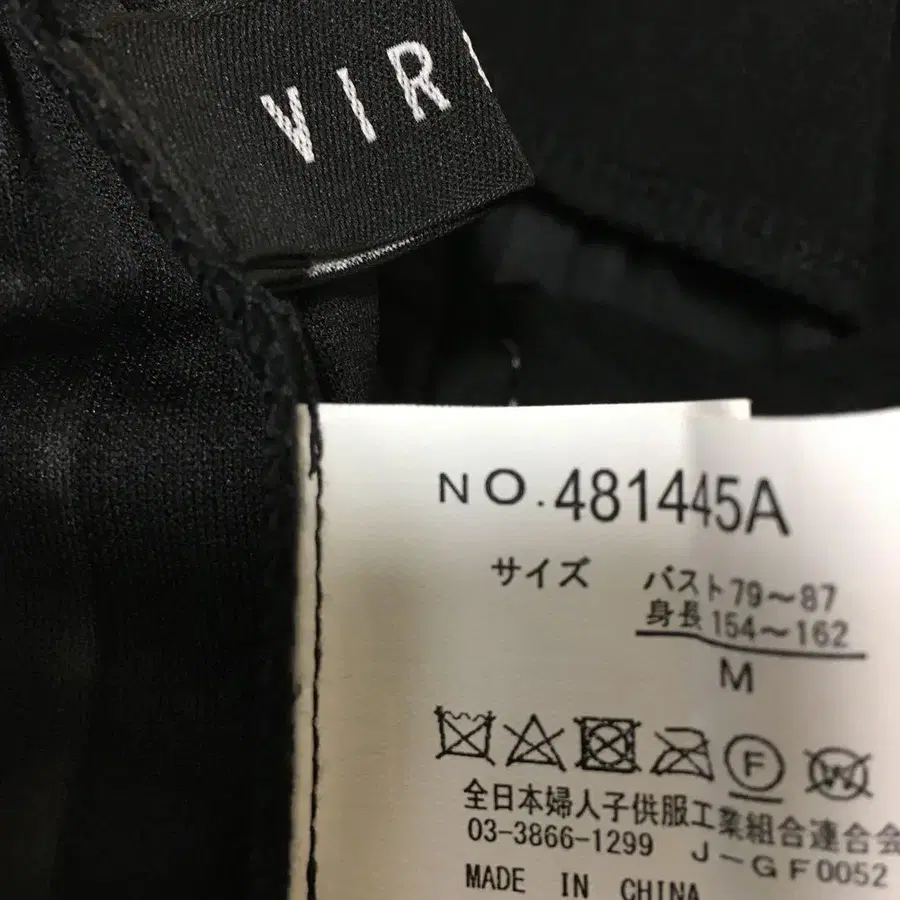 VIR
NO.481445A
サイズ バスト79～87
身長154～162
M
F W
全日本婦人子供服工業組合連合会
03-3866-1299 J-GF0052
MADE IN CHINA